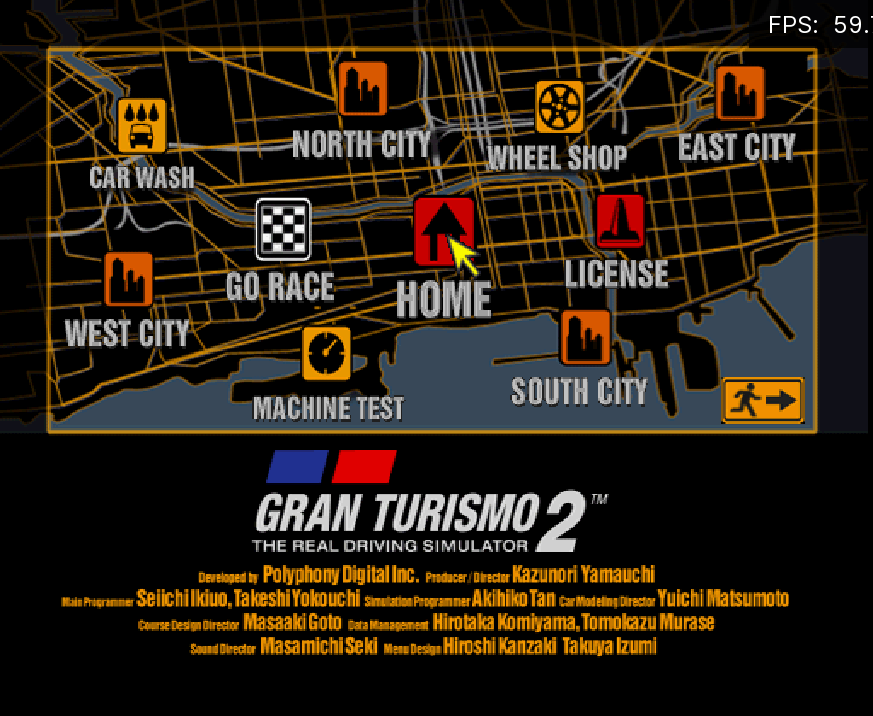 FPS: 59.
NORTH CITY
WHEEL SHOP
EAST CITY
CAR WASH
GO RACE
HOME
LICENSE
WEST CITY
MACHINE TEST
SOUTH CITY
GRAN TURISMO 2 ™
THE REAL DRIVING SIMULATOR
Developed by Polyphony Digital Inc. Producer / Director Kazunori Yamauchi
Main Programmer Seiichi Ikiuo, Takeshi Yokouchi Simulation Programmer Akihiko Tan Car Modeling Director Yuichi Matsumoto
Course Design Director Masaaki Goto Data Management Hirotaka Komiyama, Tomokazu Murase
Sound Director Masamichi Seki Menu Design Hiroshi Kanzaki Takuya Izumi